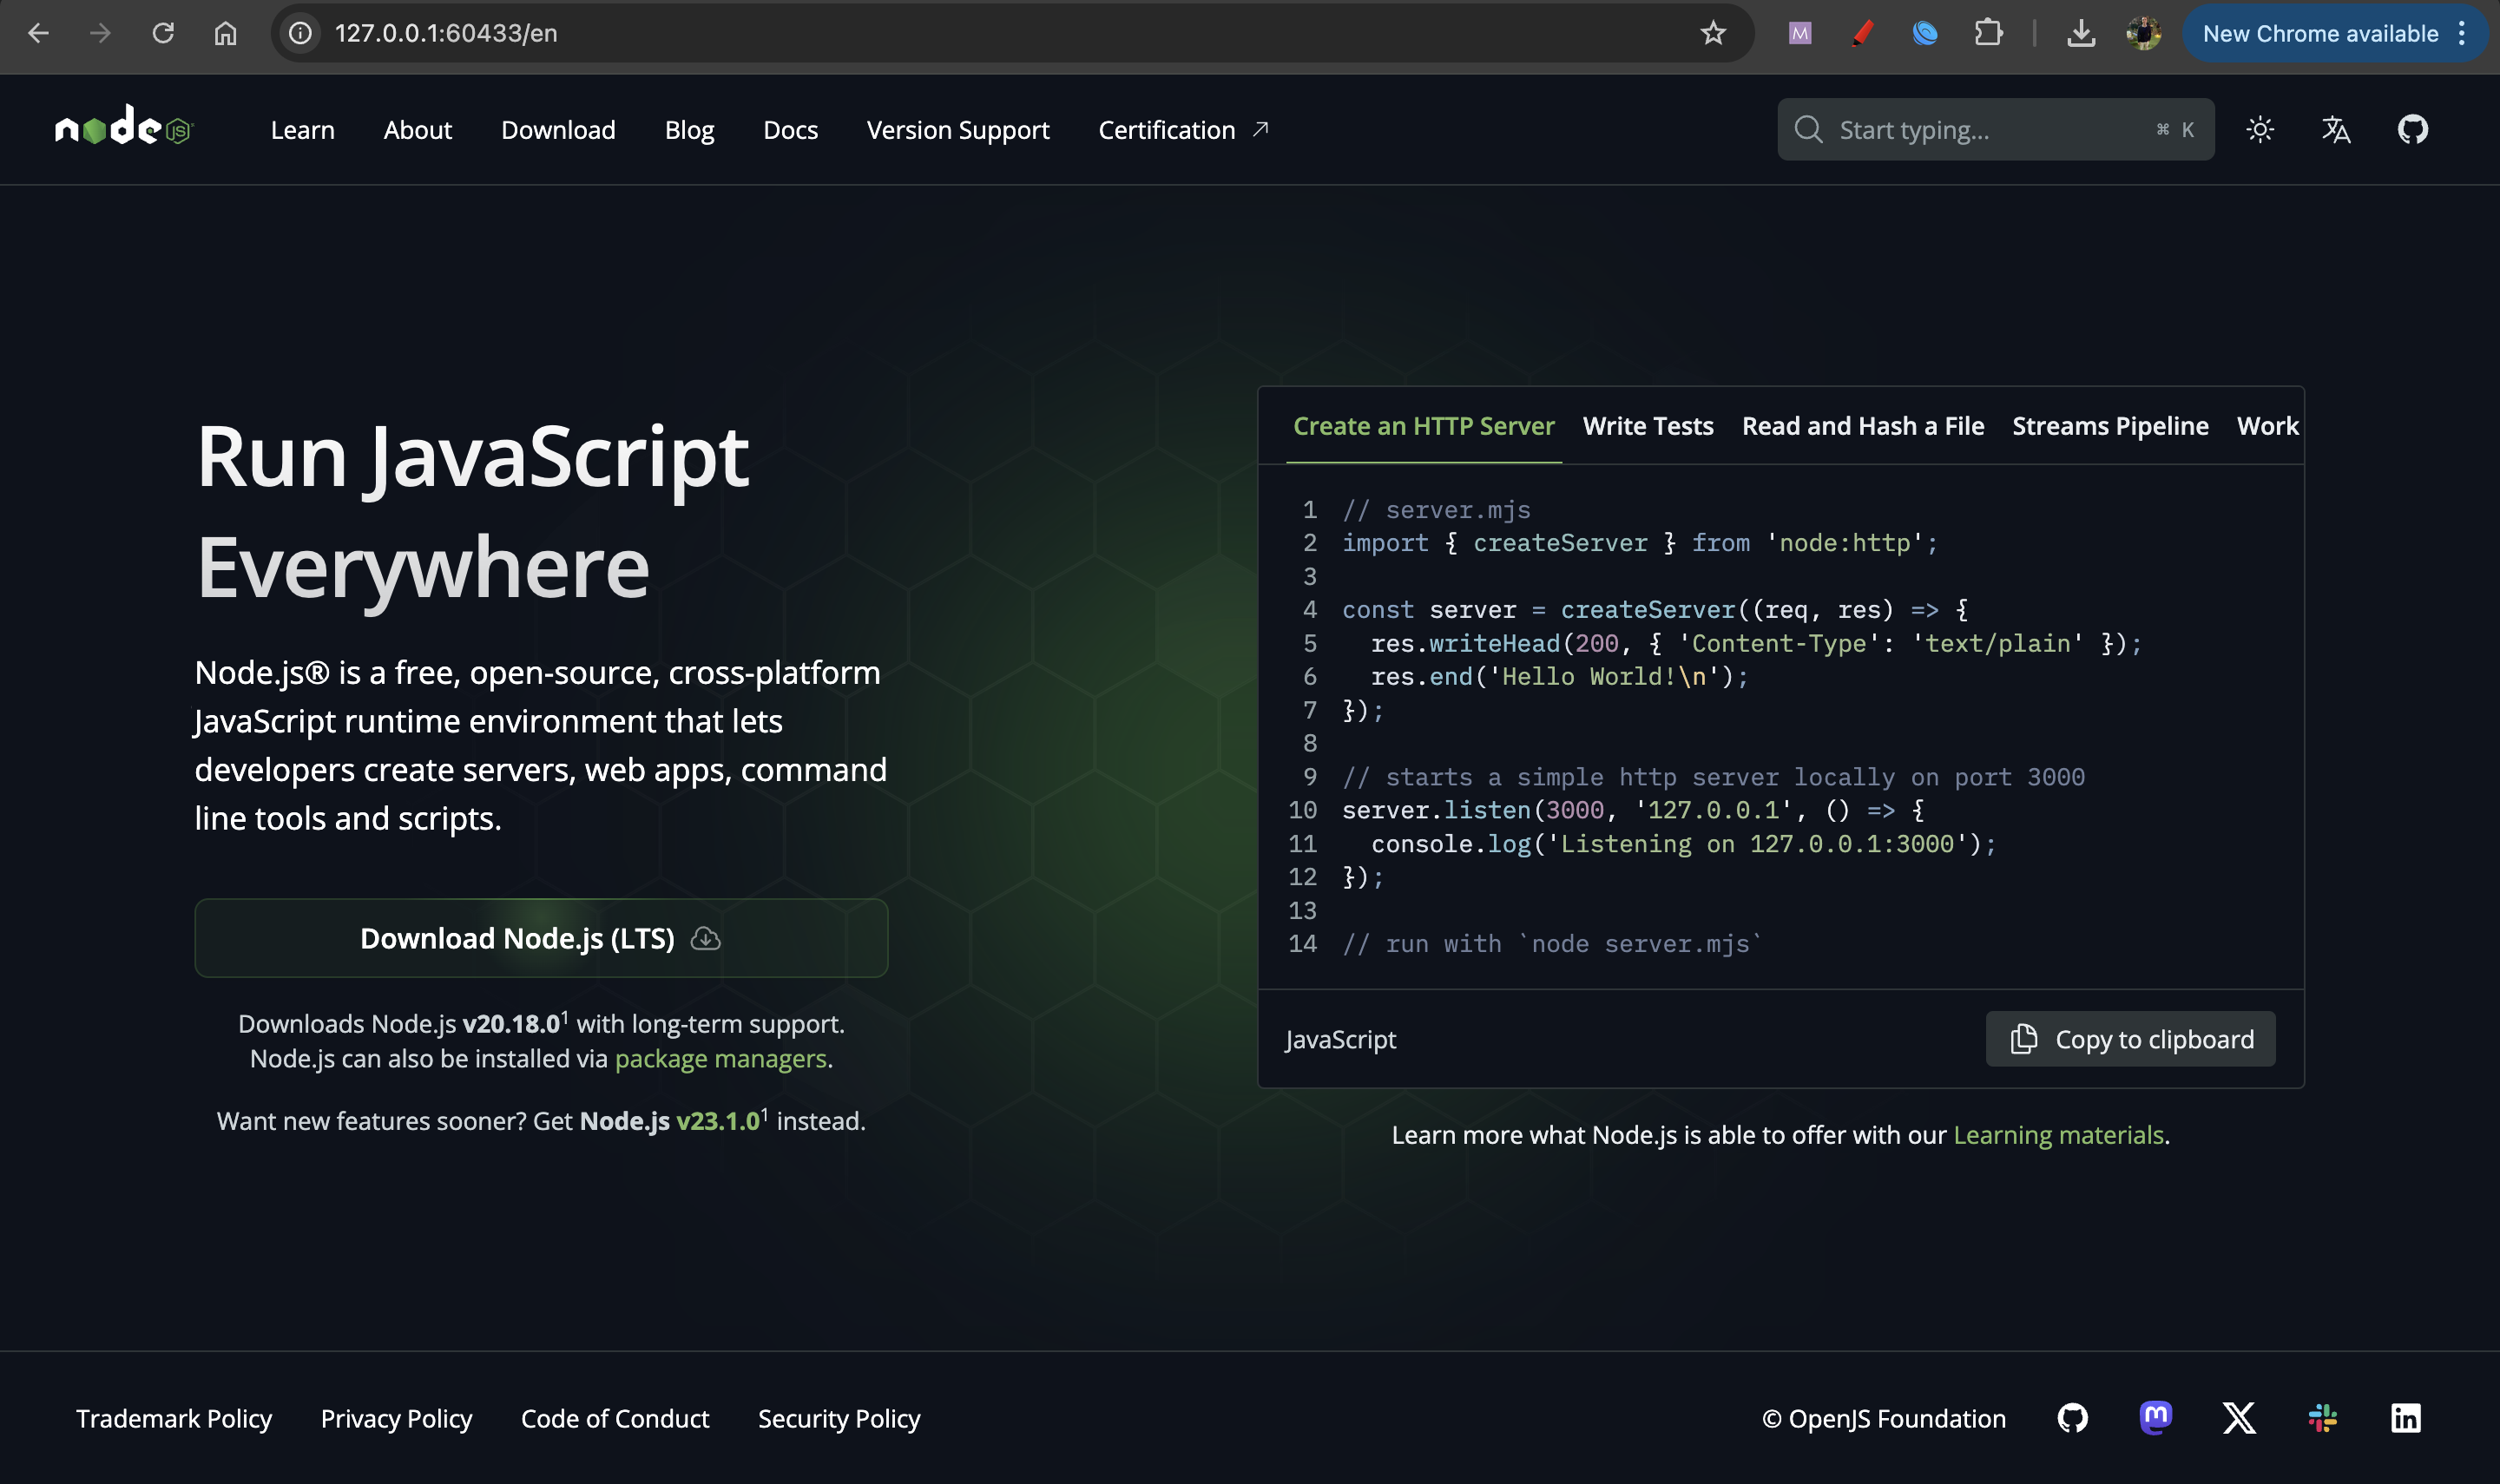 127.0.0.1:60433/en
M
New Chrome available
node JS
Learn
About
Download
Blog
Docs
Version Support
Certification
Start typing...
⌘ K
Run JavaScript
Everywhere
Node.js® is a free, open-source, cross-platform
JavaScript runtime environment that lets
developers create servers, web apps, command
line tools and scripts.
Download Node.js (LTS)
Downloads Node.js v20.18.0¹ with long-term support.
Node.js can also be installed via package managers.
Want new features sooner? Get Node.js v23.1.0¹ instead.
Create an HTTP Server
Write Tests
Read and Hash a File
Streams Pipeline
Work
1 // server.mjs
2 import { createServer } from 'node:http';
3
4 const server = createServer((req, res) => {
5   res.writeHead(200, { 'Content-Type': 'text/plain' });
6   res.end('Hello World!\n');
7 });
8
9 // starts a simple http server locally on port 3000
10 server.listen(3000, '127.0.0.1', () => {
11   console.log('Listening on 127.0.0.1:3000');
12 });
13
14 // run with `node server.mjs`
JavaScript
Copy to clipboard
Learn more what Node.js is able to offer with our Learning materials.
Trademark Policy
Privacy Policy
Code of Conduct
Security Policy
© OpenJS Foundation